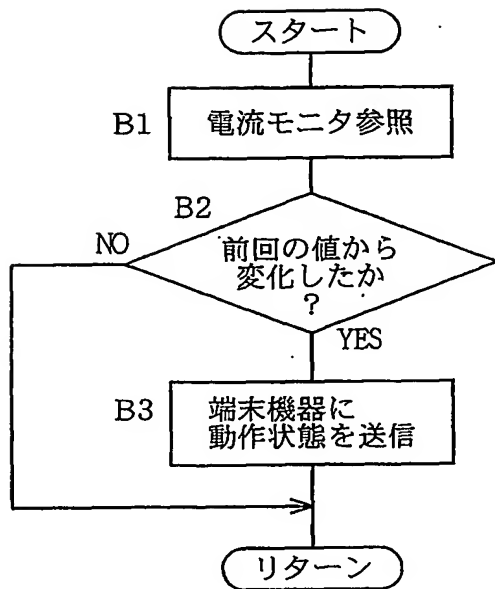 スタート
B1
電流モニタ参照
B2
NO
前回の値から
変化したか
?
YES
B3
端末機器に
動作状態を送信
リターン